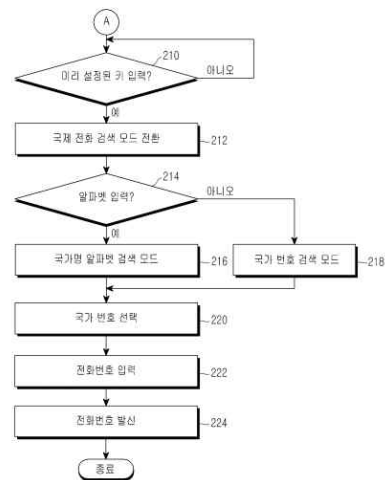 A
210
미리 설정된 키 입력?
아니오
예
국제 전화 검색 모드 전환
212
214
알파벳 입력?
아니오
예
국가명 알파벳 검색 모드
216
국가 번호 검색 모드
218
국가 번호 선택
220
전화번호 입력
222
전화번호 발신
224
종료